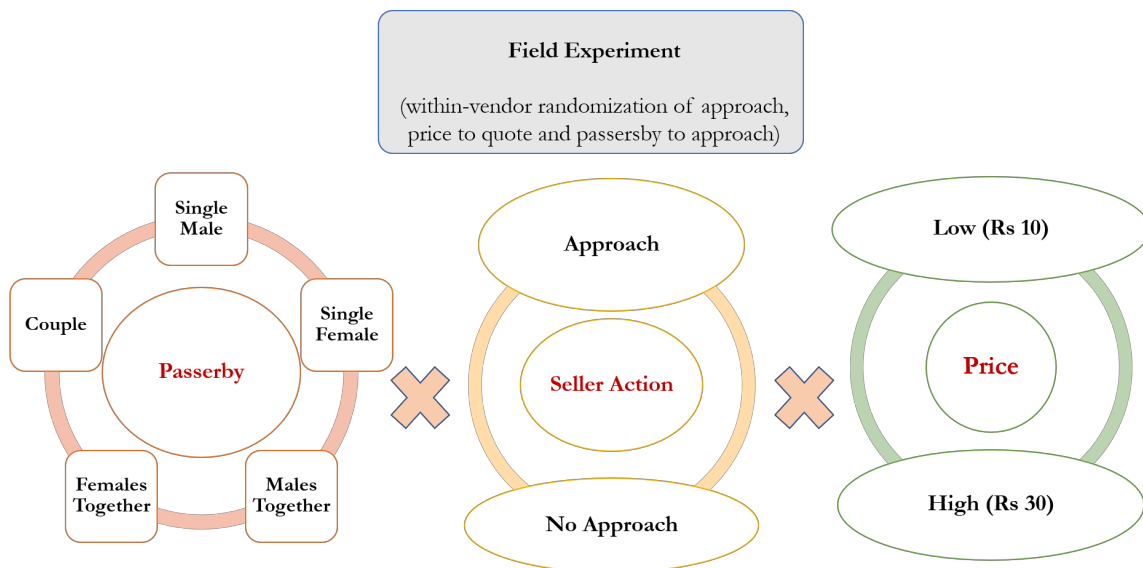 Field Experiment
(within-vendor randomization of approach,
price to quote and passersby to approach)
Single
Male
Couple
Single
Female
Passerby
Females
Together
Males
Together
Approach
Seller Action
No Approach
Low (Rs 10)
Price
High (Rs 30)